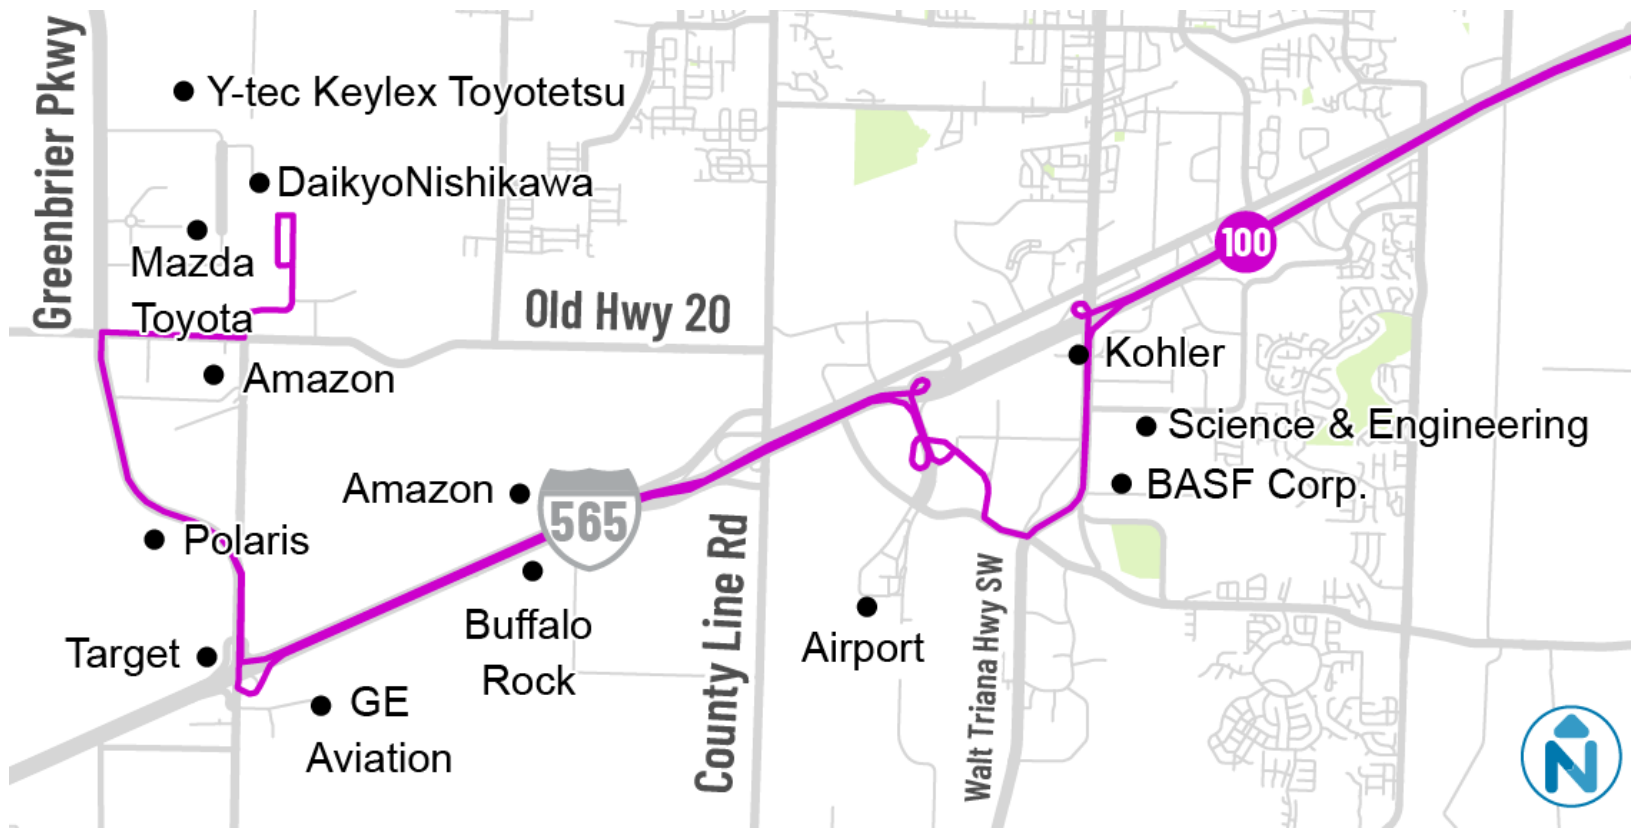 Greenbrier Pkwy
Y-tec Keylex Toyotetsu
DaikyoNishikawa
Mazda
Toyota
100
Old Hwy 20
Kohler
Amazon
Science & Engineering
Amazon
565
BASF Corp.
Polaris
County Line Rd
Buffalo
Rock
Walt Triana Hwy SW
Airport
Target
GE
Aviation
N